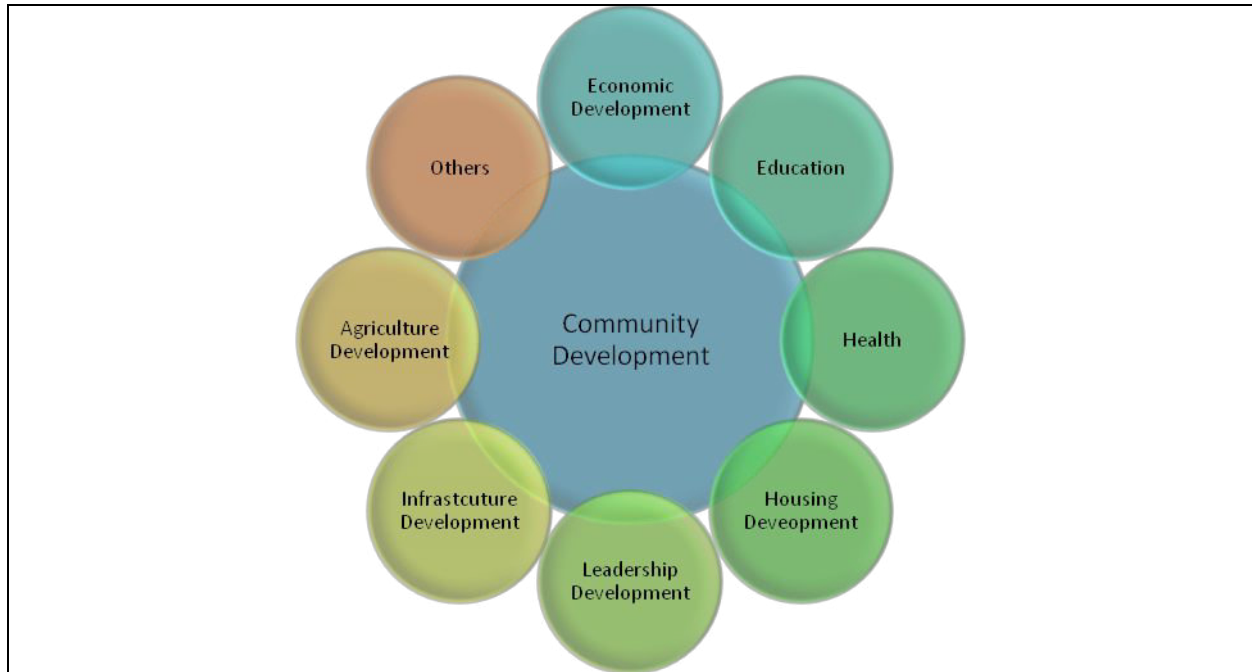 Economic
Development
Education
Health
Housing
Deveopment
Leadership
Development
Infrastcuture
Development
Agriculture
Development
Others
Community
Development